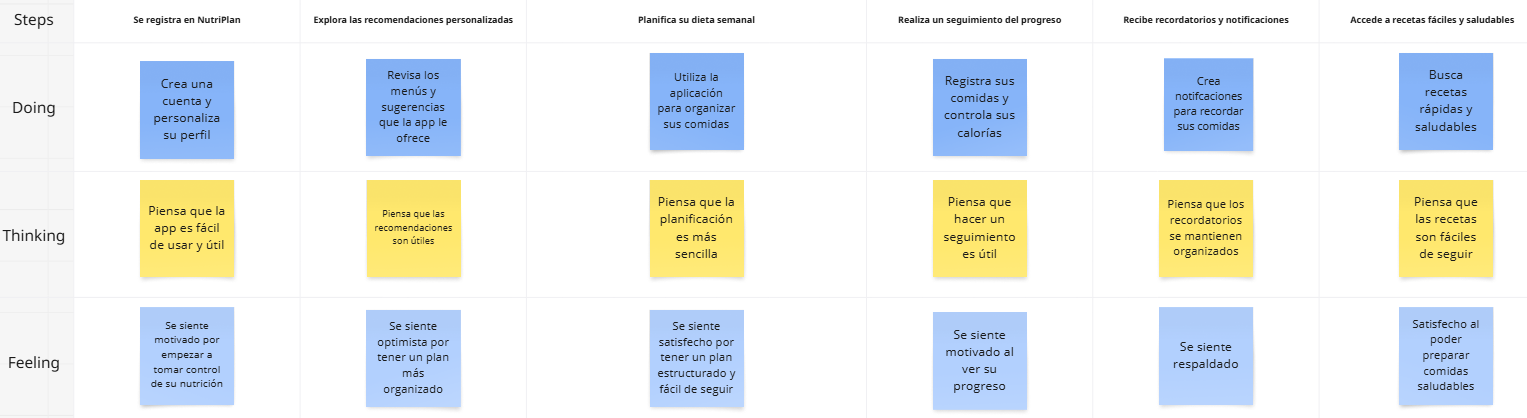 Steps
Se registra en NutriPlan
Explora las recomendaciones personalizadas
Planifica su dieta semanal
Realiza un seguimiento del progreso
Recibe recordatorios y notificaciones
Accede a recetas fáciles y saludables
Doing
Crea una
cuenta y
personaliza
su perfil
Revisa los
menús y
sugerencias
que la app le
ofrece
Utiliza la
aplicación
para organizar
sus comidas
Registra sus
comidas y
controla sus
calorías
Crea
notifcaciones
para recordar
sus comidas
Busca
recetas
rápidas y
saludables
Thinking
Piensa que la
app es fácil
de usar y útil
Piensa que las
recomendaciones
son útiles
Piensa que la
planificación
es más
sencilla
Piensa que
hacer un
seguimiento
es útil
Piensa que los
recordatorios
se mantienen
organizados
Piensa que
las recetas
son fáciles
de seguir
Feeling
Se siente
motivado por
empezar a
tomar control
de su nutrición
Se siente
optimista por
tener un plan
más
organizado
Se siente
satisfecho por
tener un plan
estructurado y
fácil de seguir
Se siente
motivado al
ver su
progreso
Se siente
respaldado
Satisfecho al
poder
preparar
comidas
saludables